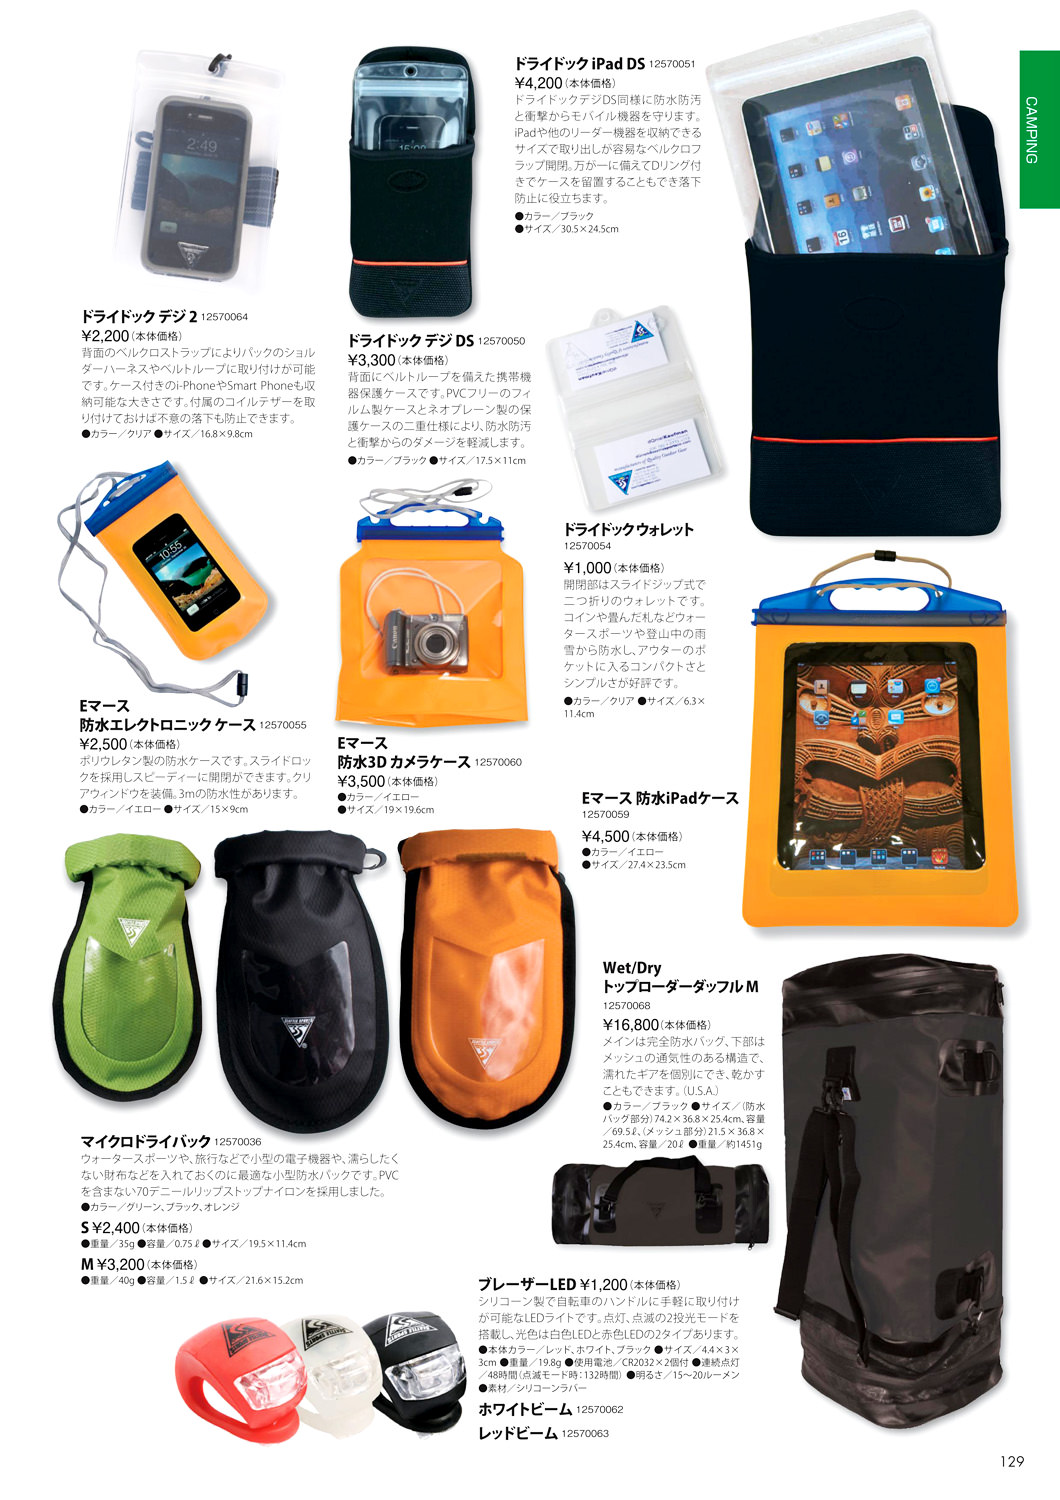 CAMPING
ドライドック iPad DS 12570051
¥4,200(本体価格)
ドライドックデジDS同様に防水防汚
と衝撃からモバイル機器を守ります。
iPadや他のリーダー機器を収納できる
サイズで取り出しが容易なベルクロフ
ラップ開閉。万が一に備えてDリング付
きでケースを留置することもでき落下
防止に役立ちます。
●カラー／ブラック
●サイズ／30.5×24.5cm
ドライドック デジ 2 12570064
¥2,200(本体価格)
背面のベルクロストラップによりパックのショル
ダーハーネスやベルトループに取り付けが可能
です。ケース付きのi-PhoneやSmart Phoneも収
納可能な大きさです。付属のコイルテザーを取
り付けておけば不意の落下も防止できます。
●カラー／クリア ●サイズ／16.8×9.8cm
ドライドック デジ DS 12570050
¥3,300(本体価格)
背面にベルトループを備えた携帯機
器保護ケースです。PVCフリーのフィ
ルム製ケースとネオプレーン製の保
護ケースの二重仕様により、防水防汚
と衝撃からのダメージを軽減します。
●カラー／ブラック ●サイズ／17.5×11cm
ドライドック ウォレット
12570054
¥1,000(本体価格)
開閉部はスライドジップ式で
二つ折りのウォレットです。
コインや畳んだ札などウォー
タースポーツや登山中の雨
雪から防水し、アウターのポ
ケットに入るコンパクトさと
シンプルさが好評です。
●カラー／クリア ●サイズ／6.3×
11.4cm
Eマース
防水エレクトロニック ケース 12570055
¥2,500(本体価格)
ポリウレタン製の防水ケースです。スライドロッ
クを採用しスピーディーに開閉ができます。クリ
アウィンドウを装備。3mの防水性があります。
●カラー／イエロー ●サイズ／15×9cm
Eマース
防水3D カメラケース 12570060
¥3,500(本体価格)
●カラー／イエロー
●サイズ／19×19.6cm
Eマース 防水iPadケース
12570059
¥4,500(本体価格)
●カラー／イエロー
●サイズ／27.4×23.5cm
Wet/Dry
トップローダーダッフル M
12570068
¥16,800(本体価格)
メインは完全防水バッグ、下部は
メッシュの通気性のある構造で、
濡れたギアを個別にでき、乾かす
こともできます。（U.S.A.）
●カラー／ブラック ●サイズ／(防水
バッグ部分)74.2×36.8×25.4cm、容量
／69.5ℓ、(メッシュ部分)21.5×36.8×
25.4cm、容量／20ℓ ●重量／約1451g
マイクロドライバック 12570036
ウォータースポーツや、旅行などで小型の電子機器や、濡らしたく
ない財布などを入れておくのに最適な小型防水バックです。PVC
を含まない70デニールリップストップナイロンを採用しました。
●カラー／グリーン、ブラック、オレンジ
S ¥2,400(本体価格)
●重量／35g ●容量／0.75ℓ ●サイズ／19.5×11.4cm
M ¥3,200(本体価格)
●重量／40g ●容量／1.5ℓ ●サイズ／21.6×15.2cm
ブレーザーLED ¥1,200(本体価格)
シリコーン製で自転車のハンドルに手軽に取り付け
が可能なLEDライトです。点灯、点滅の2投光モードを
搭載し、光色は白色LEDと赤色LEDの2タイプあります。
●本体カラー／レッド、ホワイト、ブラック ●サイズ／4.4×3×
3cm ●重量／19.8g ●使用電池／CR2032×2個付 ●連続点灯
／48時間（点滅モード時：132時間） ●明るさ／15〜20ルーメン
●素材／シリコーンラバー
ホワイトビーム 12570062
レッドビーム 12570063
129